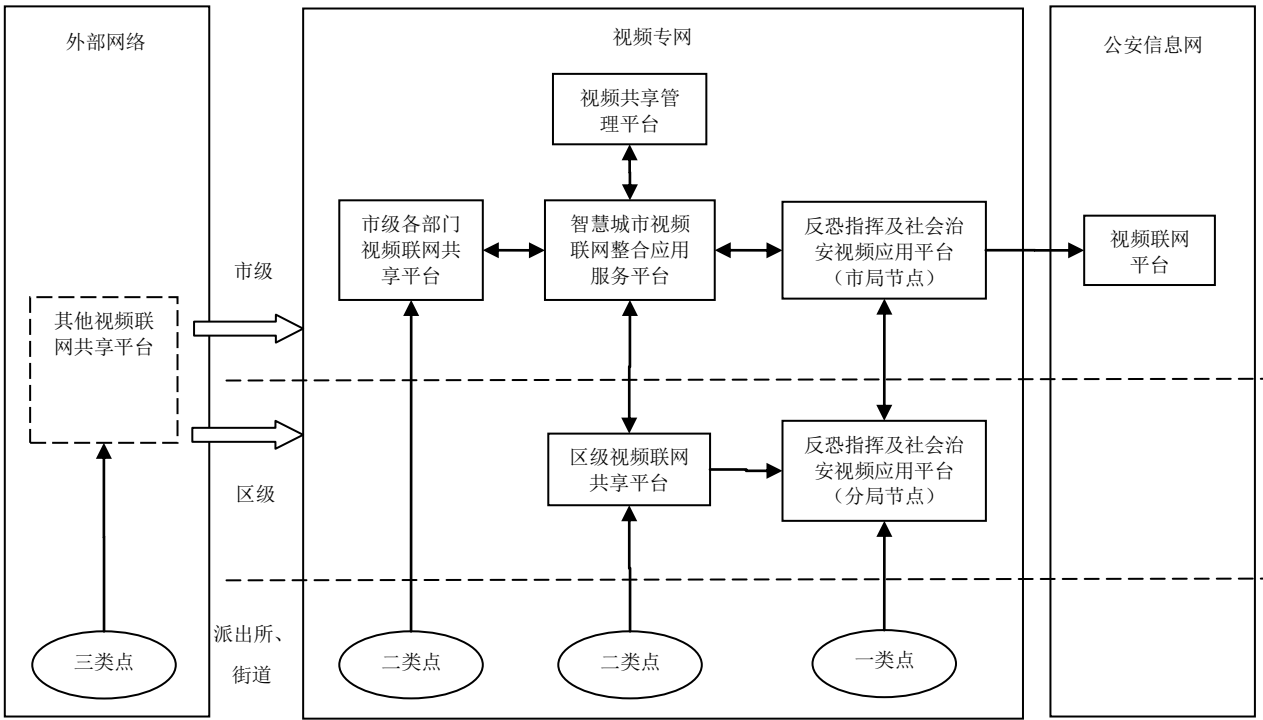 外部网络
视频专网
公安信息网
视频共享管
理平台
市级各部门
视频联网共
享平台
智慧城市视频
联网整合应用
服务平台
反恐指挥及社会治
安视频应用平台
（市局节点）
视频联网
平台
市级
其他视频联
网共享平台
区级视频联网
共享平台
反恐指挥及社会治
安视频应用平台
（分局节点）
区级
派出所、
街道
三类点
二类点
二类点
一类点